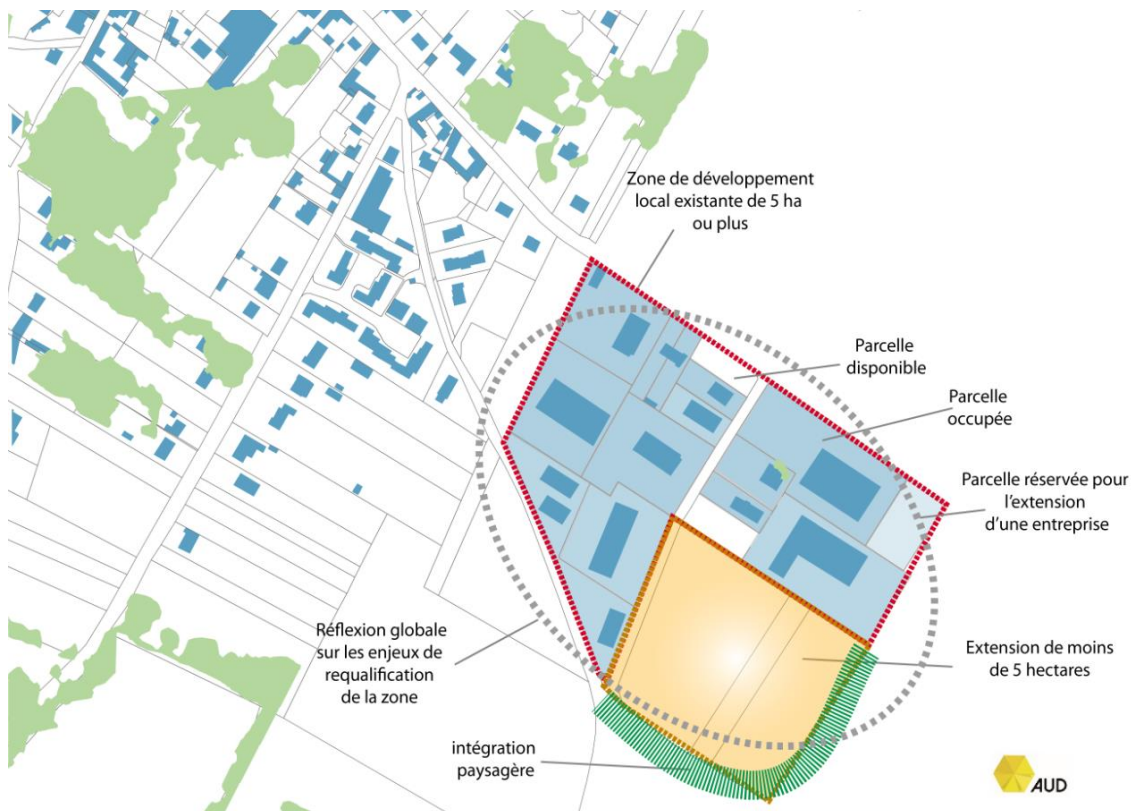 Zone de développement
local existante de 5 ha
ou plus
Parcelle
disponible
Parcelle
occupée
Parcelle réservée pour
l’extension
d’une entreprise
Réflexion globale
sur les enjeux de
requalification
de la zone
Extension de moins
de 5 hectares
intégration
paysagère
AUD